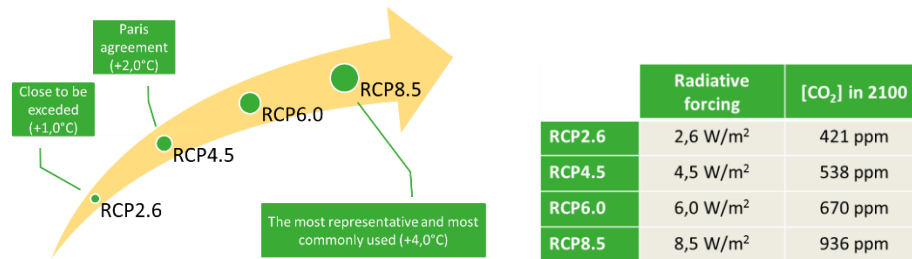 Paris
agreement
(+2,0°C)
Close to be
exceded
(+1,0°C)
RCP8.5
RCP6.0
RCP4.5
RCP2.6
The most representative and most
commonly used (+4,0°C)
Radiative
forcing
[CO₂] in 2100
RCP2.6 2,6 W/m² 421 ppm
RCP4.5 4,5 W/m² 538 ppm
RCP6.0 6,0 W/m² 670 ppm
RCP8.5 8,5 W/m² 936 ppm